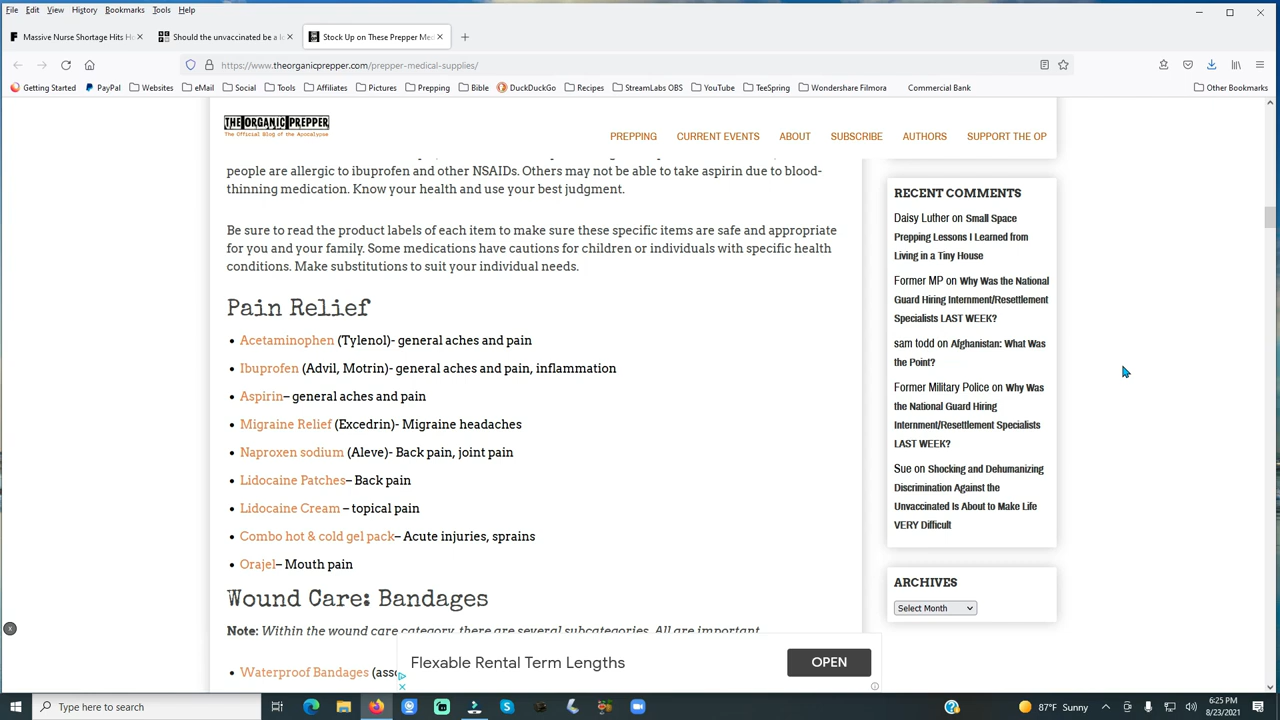 File Edit View History Bookmarks Tools Help
Massive Nurse Shortage Hits H
Should the unvaccinated be a l
Stock Up on These Prepper Me
https://www.theorganicprepper.com/prepper-medical-supplies/
Getting Started PayPal Websites eMail Social Tools Affiliates Pictures Prepping Bible DuckDuckGo Recipes StreamLabs OBS YouTube TeeSpring Wondershare Filmora Commercial Bank Other Bookmarks
THE ORGANIC PREPPER
The Official Blog of the Apocalypse
PREPPING CURRENT EVENTS ABOUT SUBSCRIBE AUTHORS SUPPORT THE OP
people are allergic to ibuprofen and other NSAIDs. Others may not be able to take aspirin due to blood-
thinning medication. Know your health and use your best judgment.
Be sure to read the product labels of each item to make sure these specific items are safe and appropriate
for you and your family. Some medications have cautions for children or individuals with specific health
conditions. Make substitutions to suit your individual needs.
Pain Relief
• Acetaminophen (Tylenol)- general aches and pain
• Ibuprofen (Advil, Motrin)- general aches and pain, inflammation
• Aspirin– general aches and pain
• Migraine Relief (Excedrin)- Migraine headaches
• Naproxen sodium (Aleve)- Back pain, joint pain
• Lidocaine Patches– Back pain
• Lidocaine Cream – topical pain
• Combo hot & cold gel pack– Acute injuries, sprains
• Orajel– Mouth pain
Wound Care: Bandages
Note: Within the wound care category, there are several subcategories. All are important
• Waterproof Bandages (ass
RECENT COMMENTS
Daisy Luther on Small Space
Prepping Lessons I Learned from
Living in a Tiny House
Former MP on Why Was the National
Guard Hiring Internment/Resettlement
Specialists LAST WEEK?
sam todd on Afghanistan: What Was
the Point?
Former Military Police on Why Was
the National Guard Hiring
Internment/Resettlement Specialists
LAST WEEK?
Sue on Shocking and Dehumanizing
Discrimination Against the
Unvaccinated Is About to Make Life
VERY Difficult
ARCHIVES
Select Month
Flexable Rental Term Lengths
OPEN
Type here to search
87°F Sunny
6:25 PM
8/23/2021